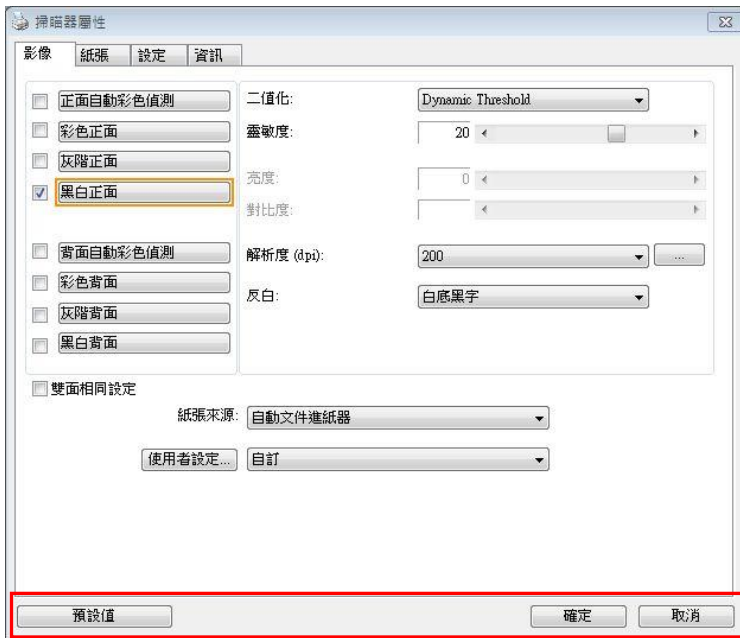 掃瞄器屬性
影像 紙張 設定 資訊
正面自動彩色偵測
彩色正面
灰階正面
黑白正面
背面自動彩色偵測
彩色背面
灰階背面
黑白背面
二值化: Dynamic Threshold
靈敏度: 20
亮度: 0
對比度:
解析度 (dpi): 200 ...
反白: 白底黑字
雙面相同設定
紙張來源: 自動文件進紙器
使用者設定... 自訂
預設值 確定 取消